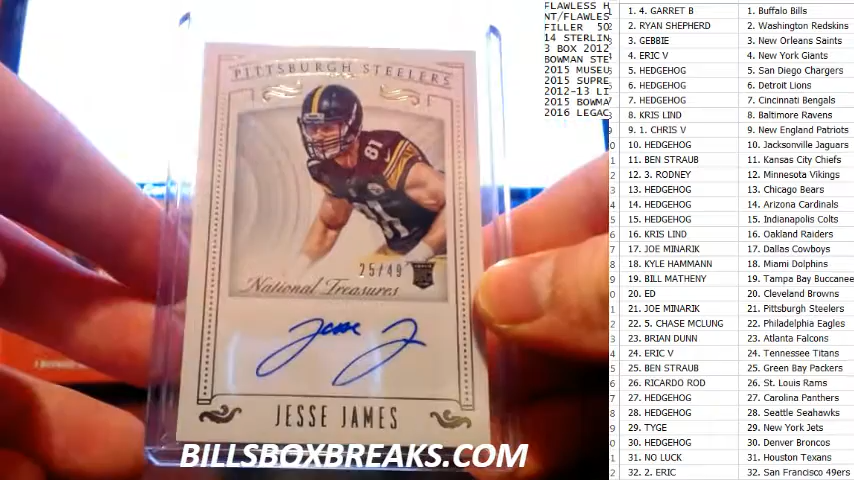 PITTSBURGH STEELERS
81
81
25/49
RC
National Treasures
Jesse J
JESSE JAMES
BILLSBOXBREAKS.COM
FLAWLESS H
NT/FLAWLES
FILLER 50
14 STERLIN
3 BOX 2012
BOWMAN STE
2015 MUSEU
2015 SUPRE
2012-13 LI
2015 BOWMA
2016 LEGAC
1. 4. GARRET B 1. Buffalo Bills
2. RYAN SHEPHERD 2. Washington Redskins
3. GEBBIE 3. New Orleans Saints
4. ERIC V 4. New York Giants
5. HEDGEHOG 5. San Diego Chargers
6. HEDGEHOG 6. Detroit Lions
7. HEDGEHOG 7. Cincinnati Bengals
8. KRIS LIND 8. Baltimore Ravens
9. 1. CHRIS V 9. New England Patriots
10. HEDGEHOG 10. Jacksonville Jaguars
11. BEN STRAUB 11. Kansas City Chiefs
12. 3. RODNEY 12. Minnesota Vikings
13. HEDGEHOG 13. Chicago Bears
14. HEDGEHOG 14. Arizona Cardinals
15. HEDGEHOG 15. Indianapolis Colts
16. KRIS LIND 16. Oakland Raiders
17. JOE MINARIK 17. Dallas Cowboys
18. KYLE HAMMANN 18. Miami Dolphins
19. BILL MATHENY 19. Tampa Bay Buccanee
20. ED 20. Cleveland Browns
21. JOE MINARIK 21. Pittsburgh Steelers
22. 5. CHASE MCLUNG 22. Philadelphia Eagles
23. BRIAN DUNN 23. Atlanta Falcons
24. ERIC V 24. Tennessee Titans
25. BEN STRAUB 25. Green Bay Packers
26. RICARDO ROD 26. St. Louis Rams
27. HEDGEHOG 27. Carolina Panthers
28. HEDGEHOG 28. Seattle Seahawks
29. TYGE 29. New York Jets
30. HEDGEHOG 30. Denver Broncos
31. NO LUCK 31. Houston Texans
32. 2. ERIC 32. San Francisco 49ers